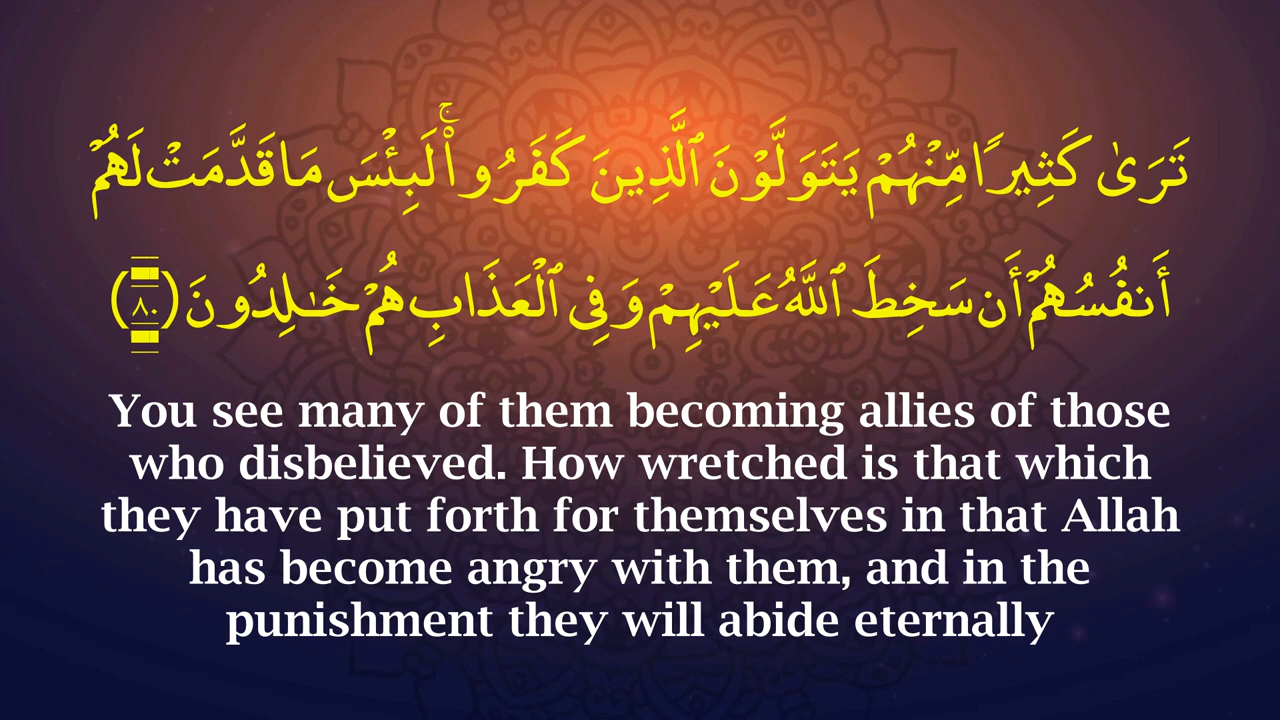 تَرَىٰ كَثِيرًا مِّنْهُمْ يَتَوَلَّوْنَ ٱلَّذِينَ كَفَرُوا۟ ۚ لَبِئْسَ مَا قَدَّمَتْ لَهُمْ
أَنفُسُهُمْ أَن سَخِطَ ٱللَّهُ عَلَيْهِمْ وَفِى ٱلْعَذَابِ هُمْ خَـٰلِدُونَ (٨٠)
You see many of them becoming allies of those
who disbelieved. How wretched is that which
they have put forth for themselves in that Allah
has become angry with them, and in the
punishment they will abide eternally